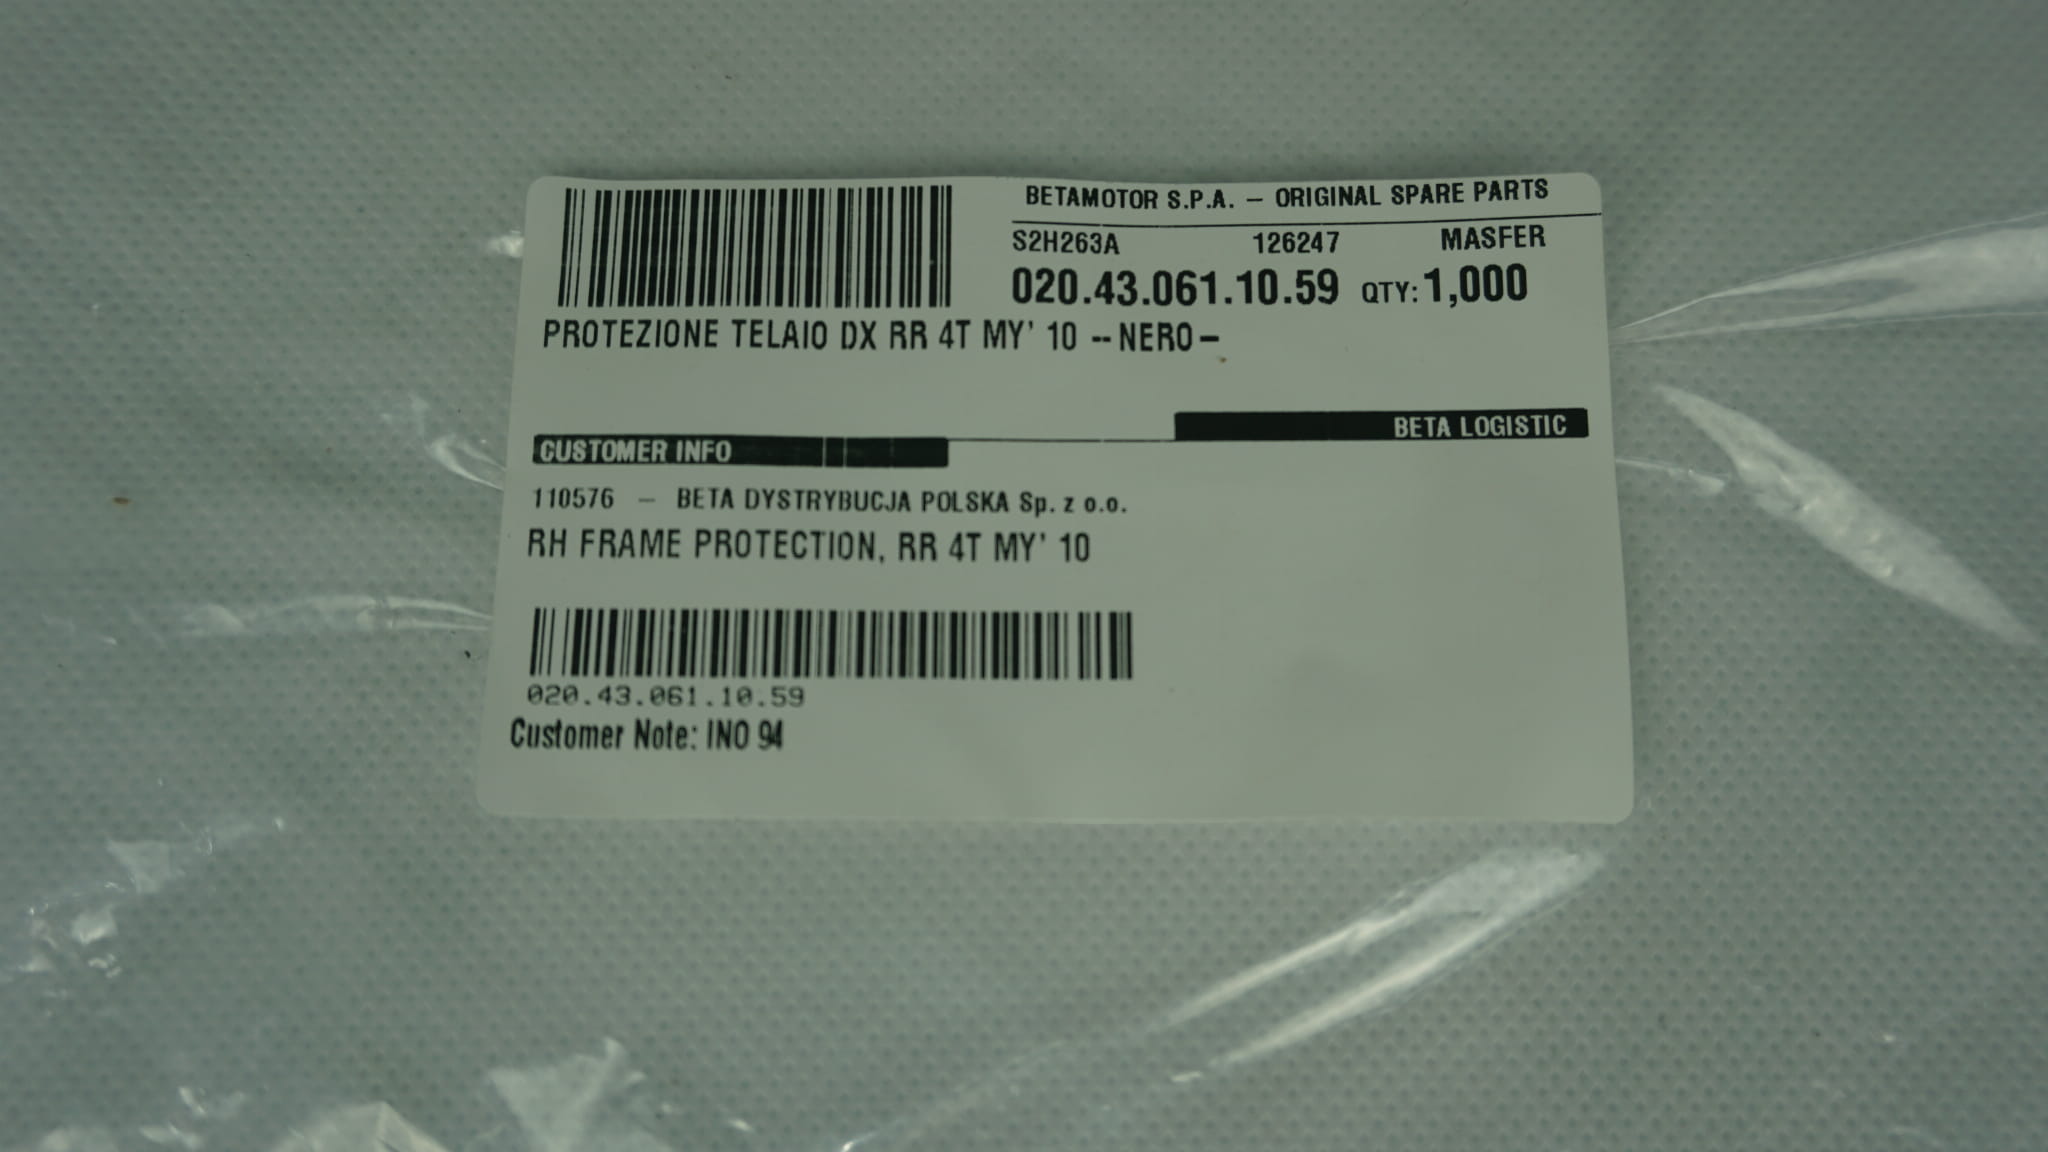 BETAMOTOR S.P.A. – ORIGINAL SPARE PARTS
S2H263A 126247 MASFER
020.43.061.10.59 QTY: 1,000
PROTEZIONE TELAIO DX RR 4T MY' 10 -- NERO –
BETA LOGISTIC
CUSTOMER INFO
110576 – BETA DYSTRYBUCJA POLSKA Sp. z o.o.
RH FRAME PROTECTION, RR 4T MY' 10
020.43.061.10.59
Customer Note: INO 94